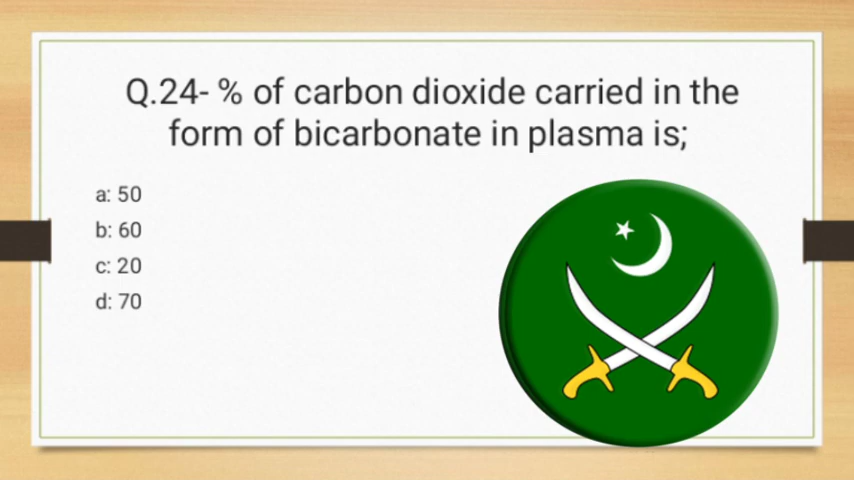 Q.24- % of carbon dioxide carried in the
form of bicarbonate in plasma is;
a: 50
b: 60
c: 20
d: 70